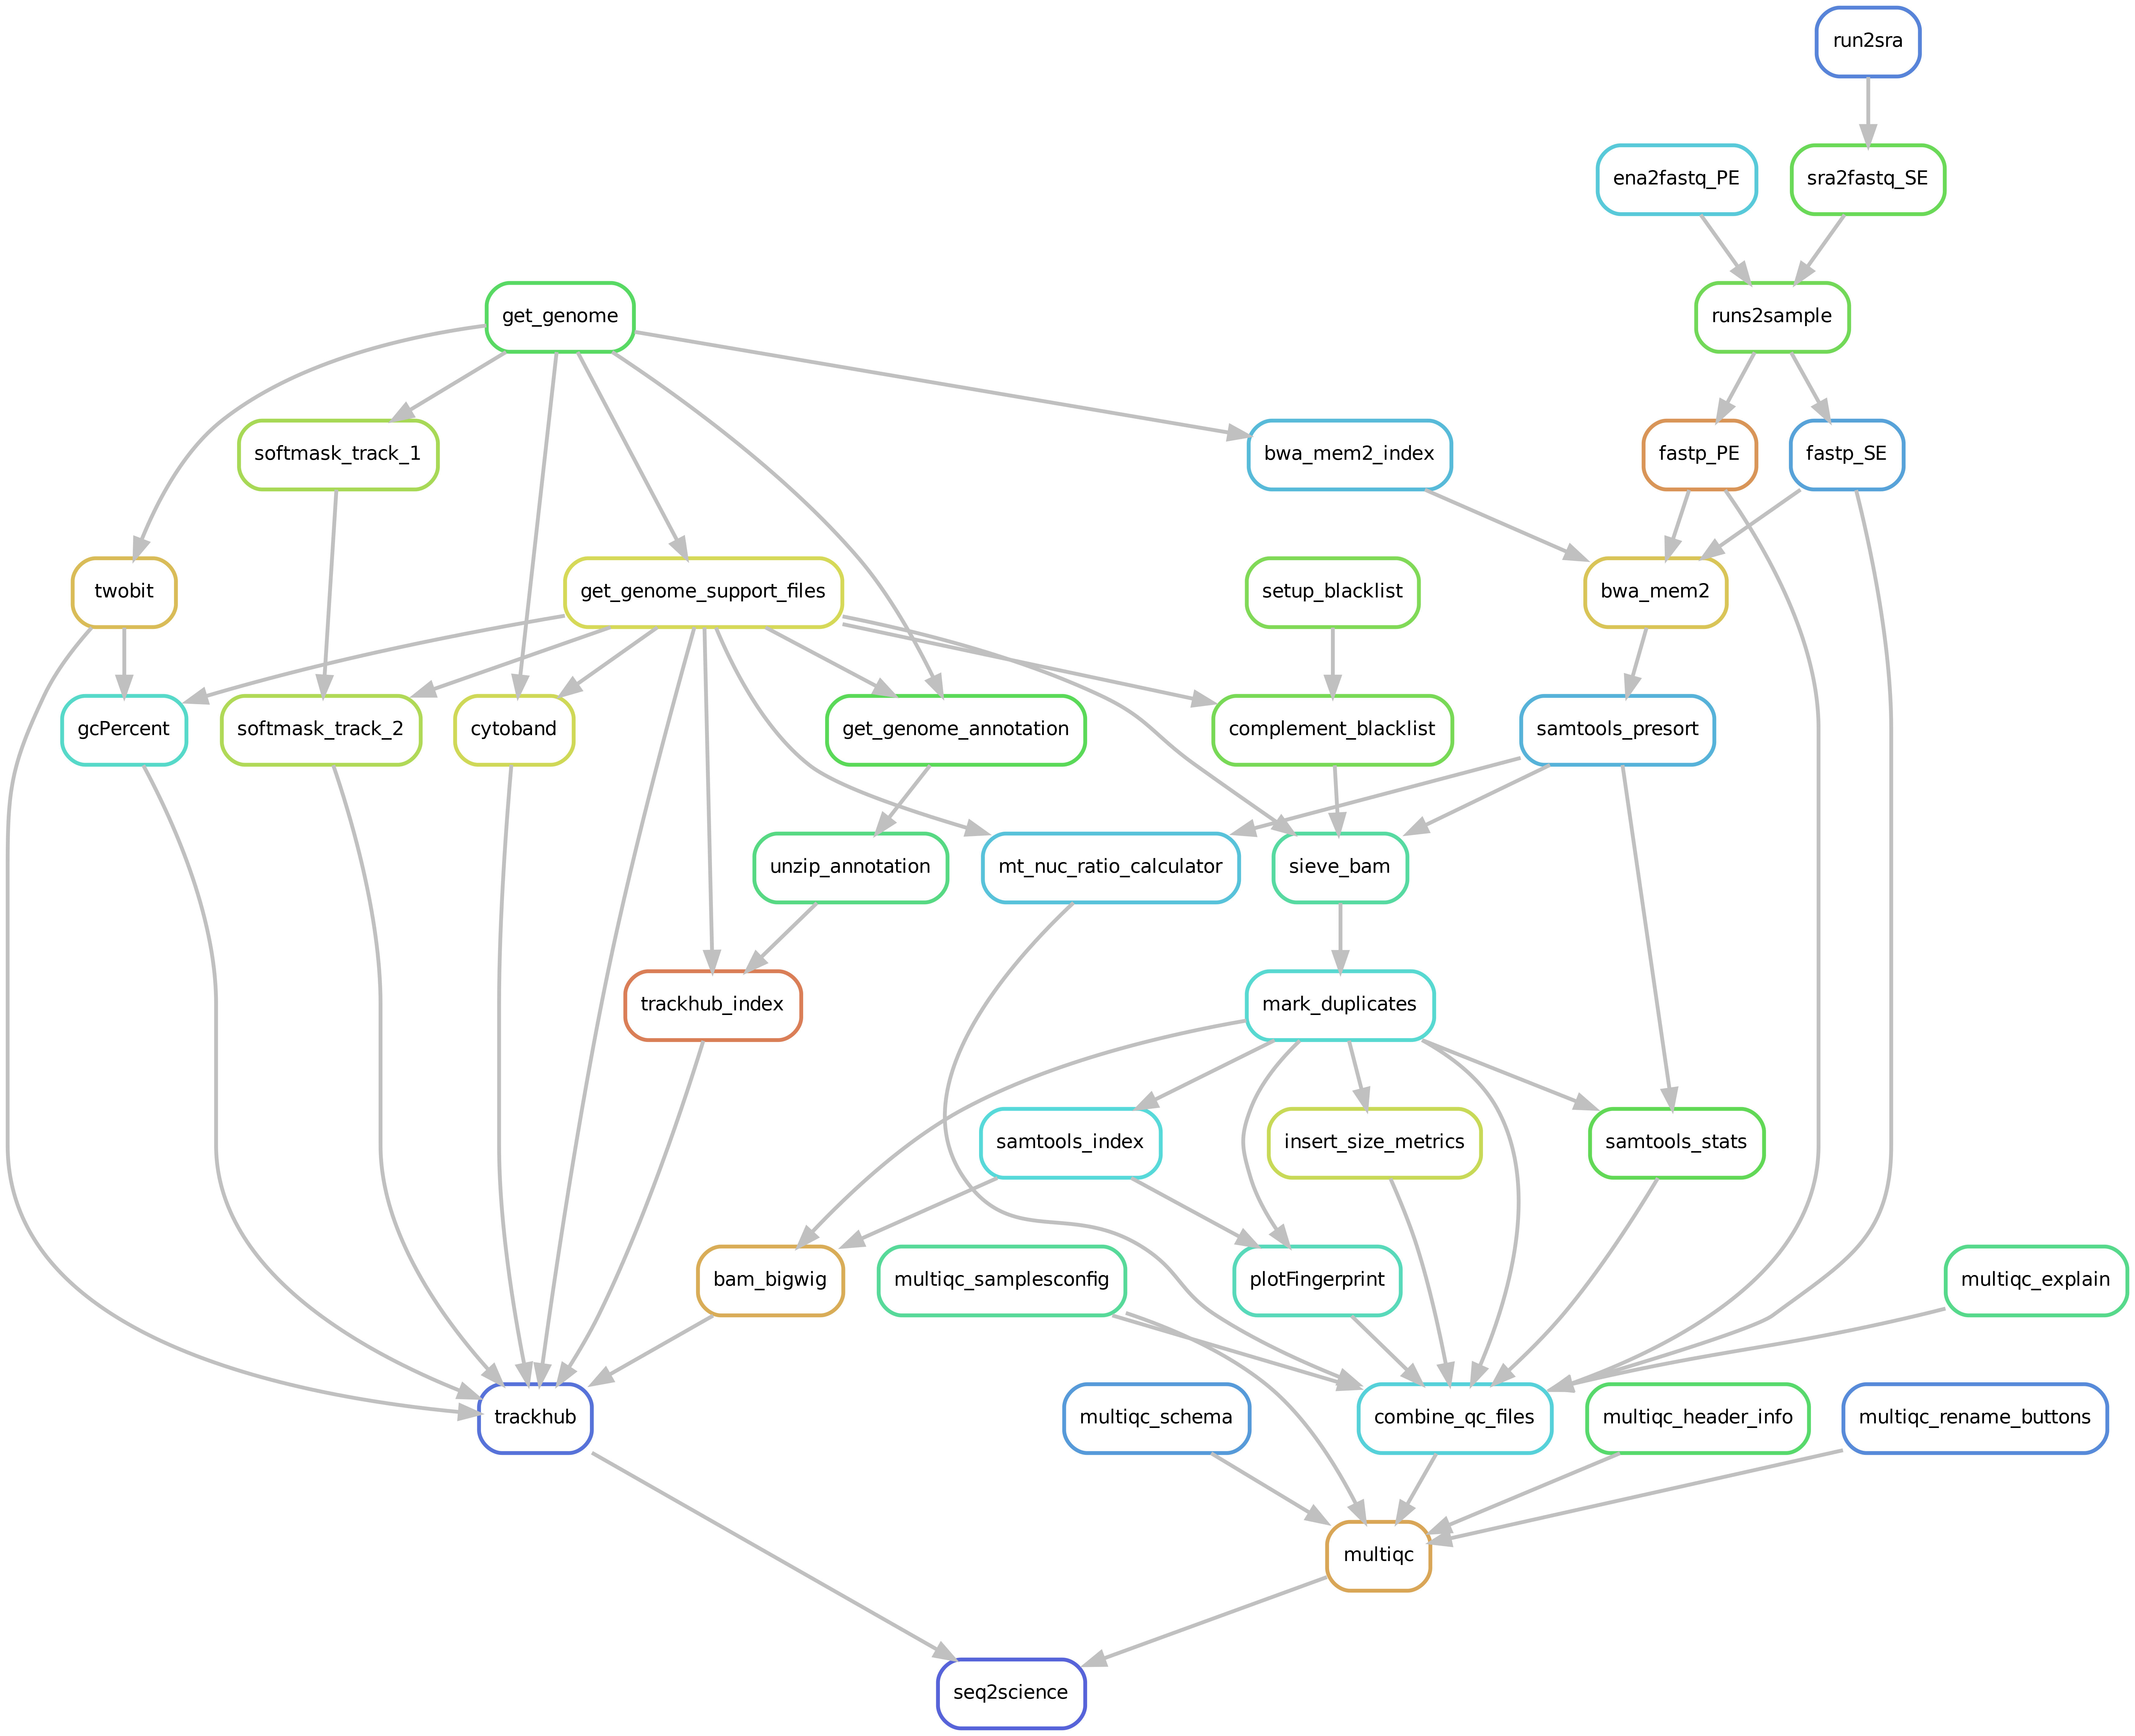 run2sra
ena2fastq_PE
sra2fastq_SE
get_genome
runs2sample
softmask_track_1
bwa_mem2_index
fastp_PE
fastp_SE
twobit
get_genome_support_files
setup_blacklist
bwa_mem2
gcPercent
softmask_track_2
cytoband
get_genome_annotation
complement_blacklist
samtools_presort
unzip_annotation
mt_nuc_ratio_calculator
sieve_bam
trackhub_index
mark_duplicates
samtools_index
insert_size_metrics
samtools_stats
bam_bigwig
multiqc_samplesconfig
plotFingerprint
multiqc_explain
trackhub
multiqc_schema
combine_qc_files
multiqc_header_info
multiqc_rename_buttons
multiqc
seq2science